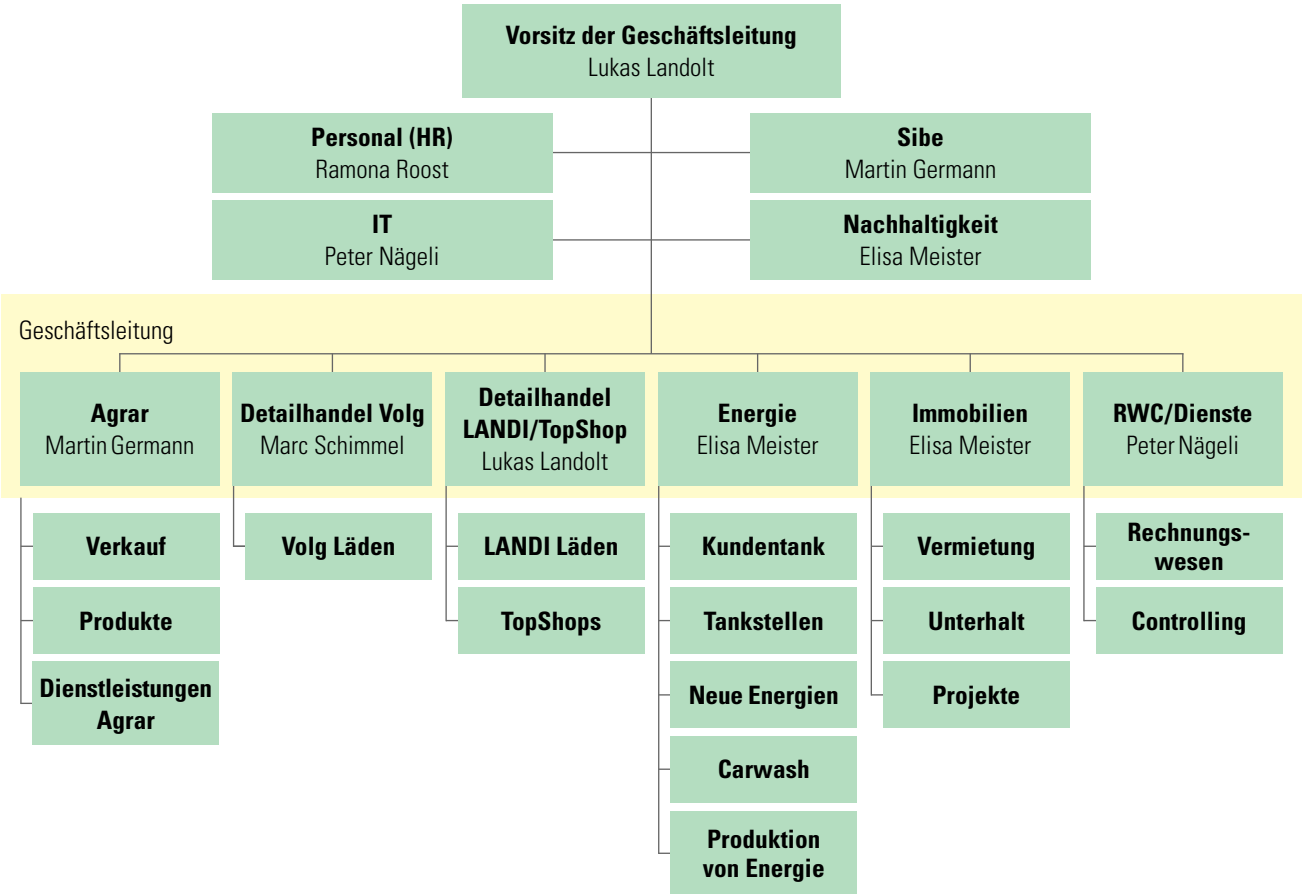 Vorsitz der Geschäftsleitung
Lukas Landolt
Personal (HR)
Ramona Roost
Sibe
Martin Germann
IT
Peter Nägeli
Nachhaltigkeit
Elisa Meister
Geschäftsleitung
Agrar
Martin Germann
Detailhandel Volg
Marc Schimmel
Detailhandel
LANDI/TopShop
Lukas Landolt
Energie
Elisa Meister
Immobilien
Elisa Meister
RWC/Dienste
Peter Nägeli
Verkauf
Produkte
Dienstleistungen
Agrar
Volg Läden
LANDI Läden
TopShops
Kundentank
Tankstellen
Neue Energien
Carwash
Produktion
von Energie
Vermietung
Unterhalt
Projekte
Rechnungs-
wesen
Controlling